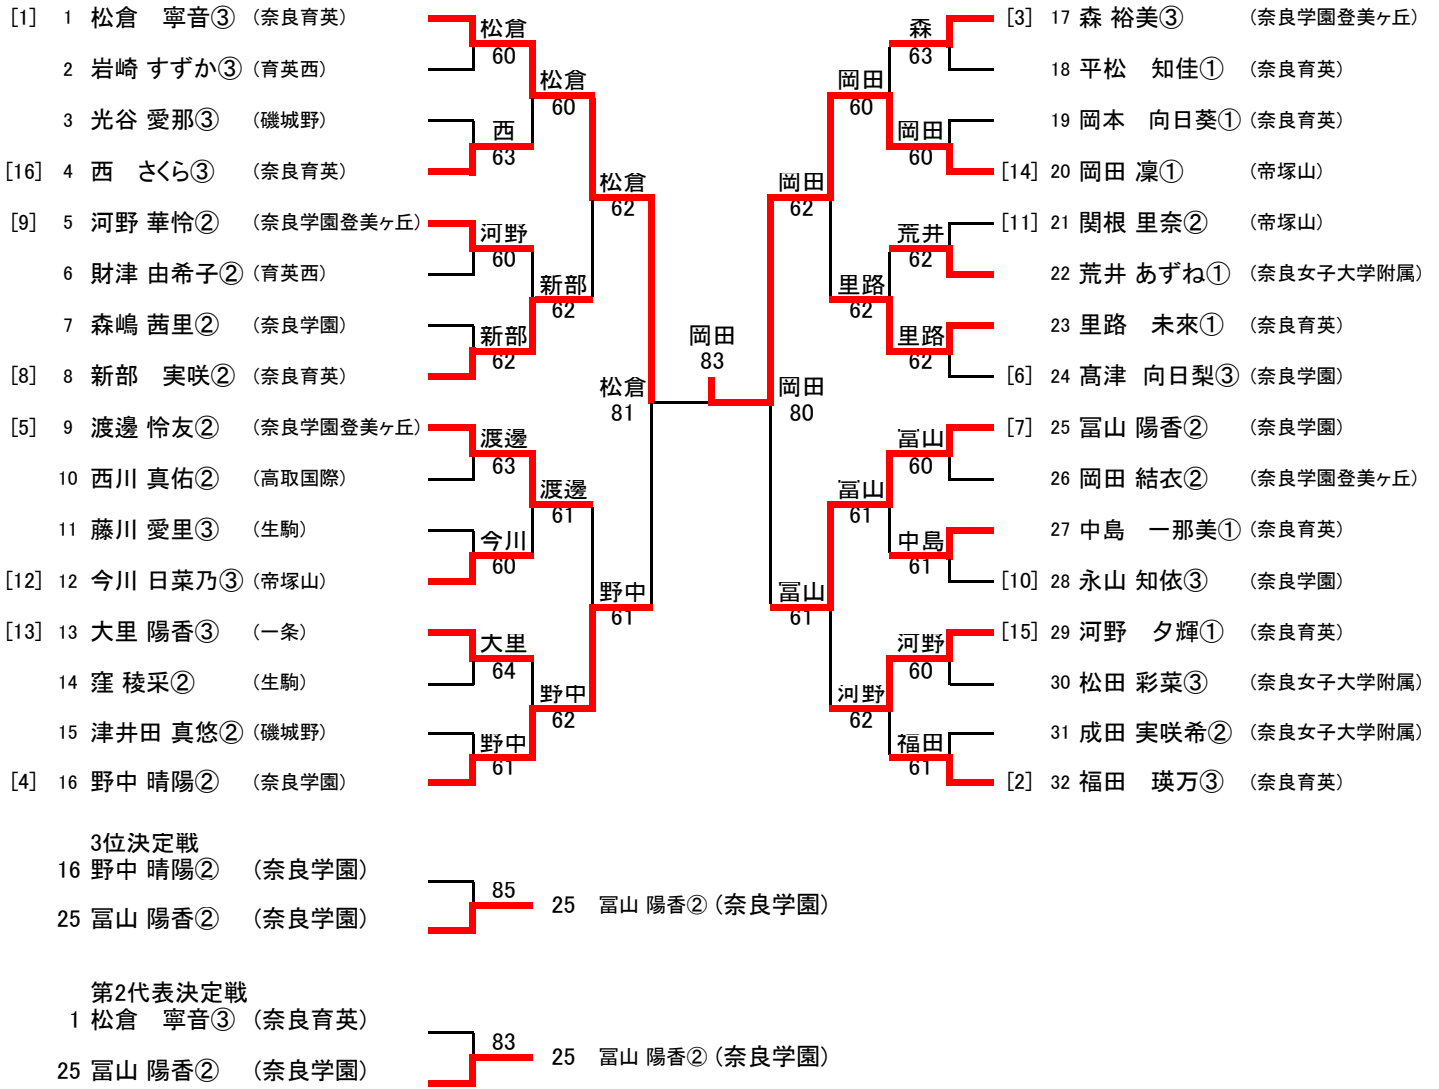 [1] 1 松倉　寧音③ (奈良育英)
2 岩崎 すずか③ (育英西)
3 光谷 愛那③ (磯城野)
[16] 4 西　さくら③ (奈良育英)
[9] 5 河野 華怜② (奈良学園登美ヶ丘)
6 財津 由希子② (育英西)
7 森嶋 茜里② (奈良学園)
[8] 8 新部　実咲② (奈良育英)
[5] 9 渡邊 怜友② (奈良学園登美ヶ丘)
10 西川 真佑② (高取国際)
11 藤川 愛里③ (生駒)
[12] 12 今川 日菜乃③ (帝塚山)
[13] 13 大里 陽香③ (一条)
14 窪 稜采② (生駒)
15 津井田 真悠② (磯城野)
[4] 16 野中 晴陽② (奈良学園)
松倉
60
西
63
河野
60
新部
62
渡邊
63
今川
60
大里
64
野中
61
松倉
60
新部
62
渡邊
61
野中
62
松倉
62
野中
61
松倉
81
岡田
83
岡田
80
岡田
62
冨山
61
岡田
60
里路
62
冨山
61
河野
62
森
63
岡田
60
荒井
62
里路
62
冨山
60
中島
61
河野
60
福田
61
[3] 17 森 裕美③ (奈良学園登美ヶ丘)
18 平松　知佳① (奈良育英)
19 岡本　向日葵① (奈良育英)
[14] 20 岡田 凜① (帝塚山)
[11] 21 関根 里奈② (帝塚山)
22 荒井 あずね① (奈良女子大学附属)
23 里路　未來① (奈良育英)
[6] 24 髙津 向日梨③ (奈良学園)
[7] 25 冨山 陽香② (奈良学園)
26 岡田 結衣② (奈良学園登美ヶ丘)
27 中島　一那美① (奈良育英)
[10] 28 永山 知依③ (奈良学園)
[15] 29 河野　夕輝① (奈良育英)
30 松田 彩菜③ (奈良女子大学附属)
31 成田 実咲希② (奈良女子大学附属)
[2] 32 福田　瑛万③ (奈良育英)
3位決定戦
16 野中 晴陽② (奈良学園)
25 冨山 陽香② (奈良学園)
85
25 冨山 陽香② (奈良学園)
第2代表決定戦
1 松倉　寧音③ (奈良育英)
25 冨山 陽香② (奈良学園)
83
25 冨山 陽香② (奈良学園)